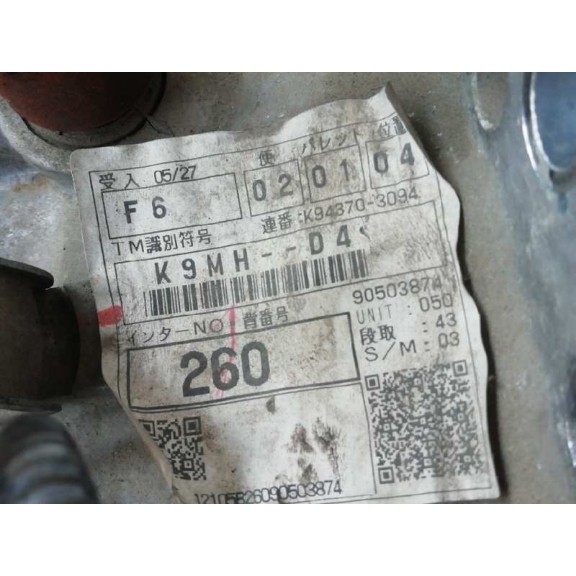 受入 05/27 便 パレット 位置
F6 02 01 04
TM識別符号 連番:K94370-3094
K9MH--D4
インターNO 背番号 90503874
260 UNIT : 050
段取 : 43
S/M : 03
12105B26090503874